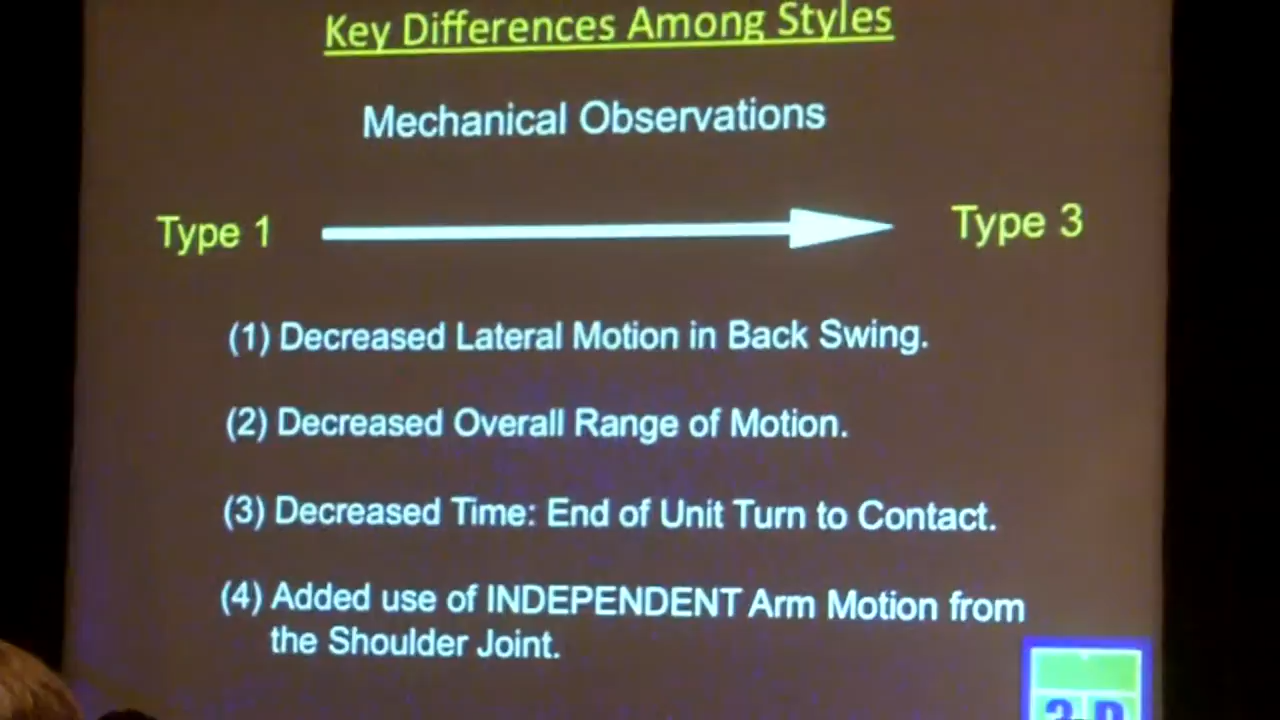 Key Differences Among Styles
Mechanical Observations
Type 1
Type 3
(1) Decreased Lateral Motion in Back Swing.
(2) Decreased Overall Range of Motion.
(3) Decreased Time: End of Unit Turn to Contact.
(4) Added use of INDEPENDENT Arm Motion from
the Shoulder Joint.
3-D